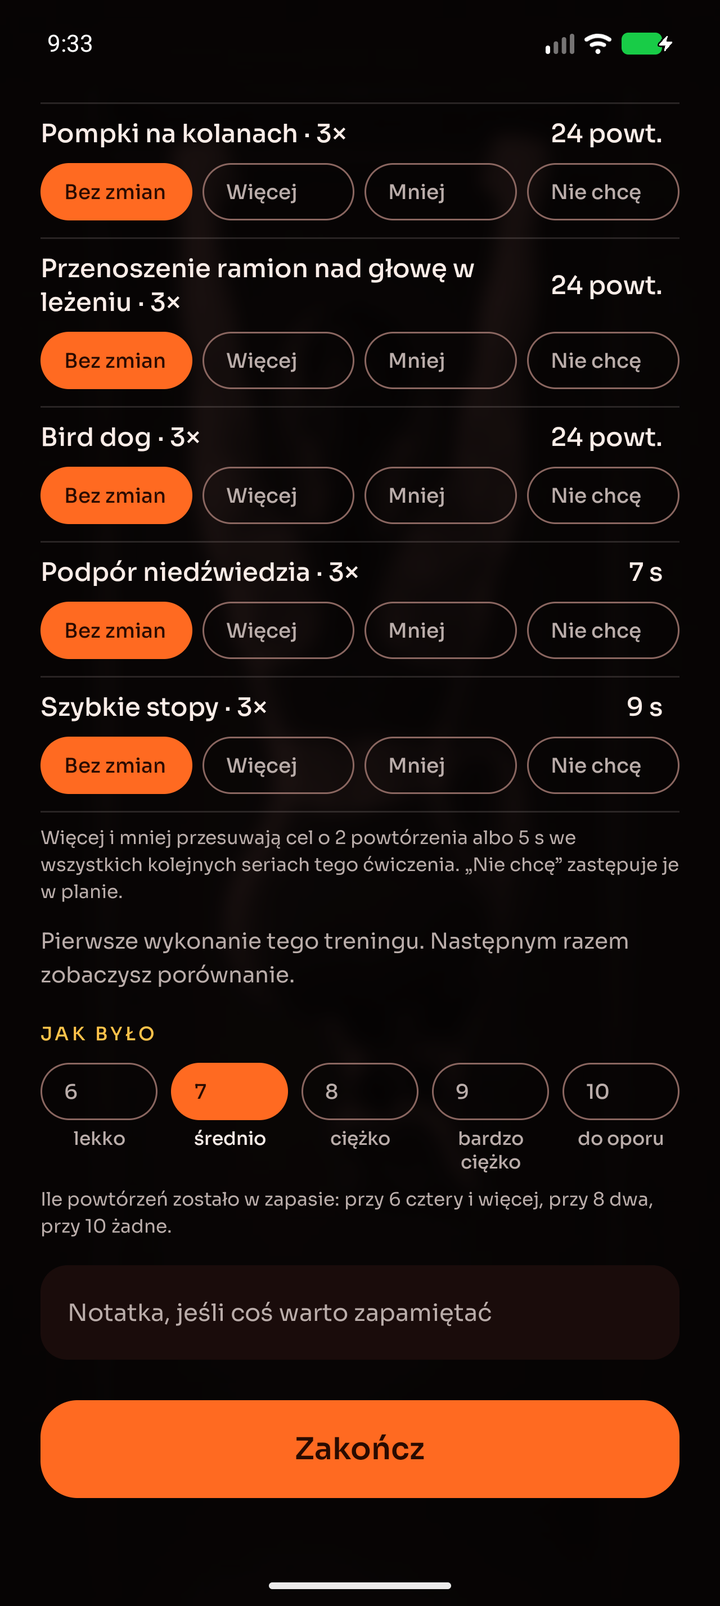 9:33
Pompki na kolanach · 3× 24 powt.
Bez zmian Więcej Mniej Nie chcę
Przenoszenie ramion nad głowę w
leżeniu · 3× 24 powt.
Bez zmian Więcej Mniej Nie chcę
Bird dog · 3× 24 powt.
Bez zmian Więcej Mniej Nie chcę
Podpór niedźwiedzia · 3× 7 s
Bez zmian Więcej Mniej Nie chcę
Szybkie stopy · 3× 9 s
Bez zmian Więcej Mniej Nie chcę
Więcej i mniej przesuwają cel o 2 powtórzenia albo 5 s we
wszystkich kolejnych seriach tego ćwiczenia. „Nie chcę” zastępuje je
w planie.
Pierwsze wykonanie tego treningu. Następnym razem
zobaczysz porównanie.
JAK BYŁO
6 7 8 9 10
lekko średnio ciężko bardzo ciężko do oporu
Ile powtórzeń zostało w zapasie: przy 6 cztery i więcej, przy 8 dwa,
przy 10 żadne.
Notatka, jeśli coś warto zapamiętać
Zakończ